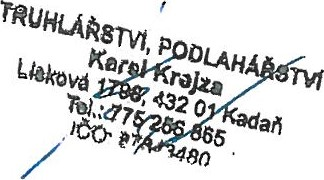 TRUHLÁŘSTVÍ, PODLAHÁŘSTVÍ
Karel Krajza
Lísková 1798, 432 01 Kadaň
Tel.: 775 256 865
IČO: